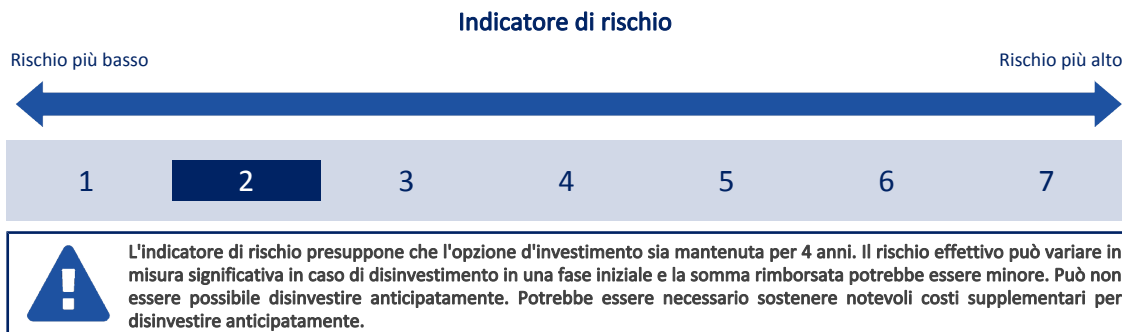 Indicatore di rischio
Rischio più basso
Rischio più alto
1 2 3 4 5 6 7
L'indicatore di rischio presuppone che l'opzione d'investimento sia mantenuta per 4 anni. Il rischio effettivo può variare in
misura significativa in caso di disinvestimento in una fase iniziale e la somma rimborsata potrebbe essere minore. Può non
essere possibile disinvestire anticipatamente. Potrebbe essere necessario sostenere notevoli costi supplementari per
disinvestire anticipatamente.